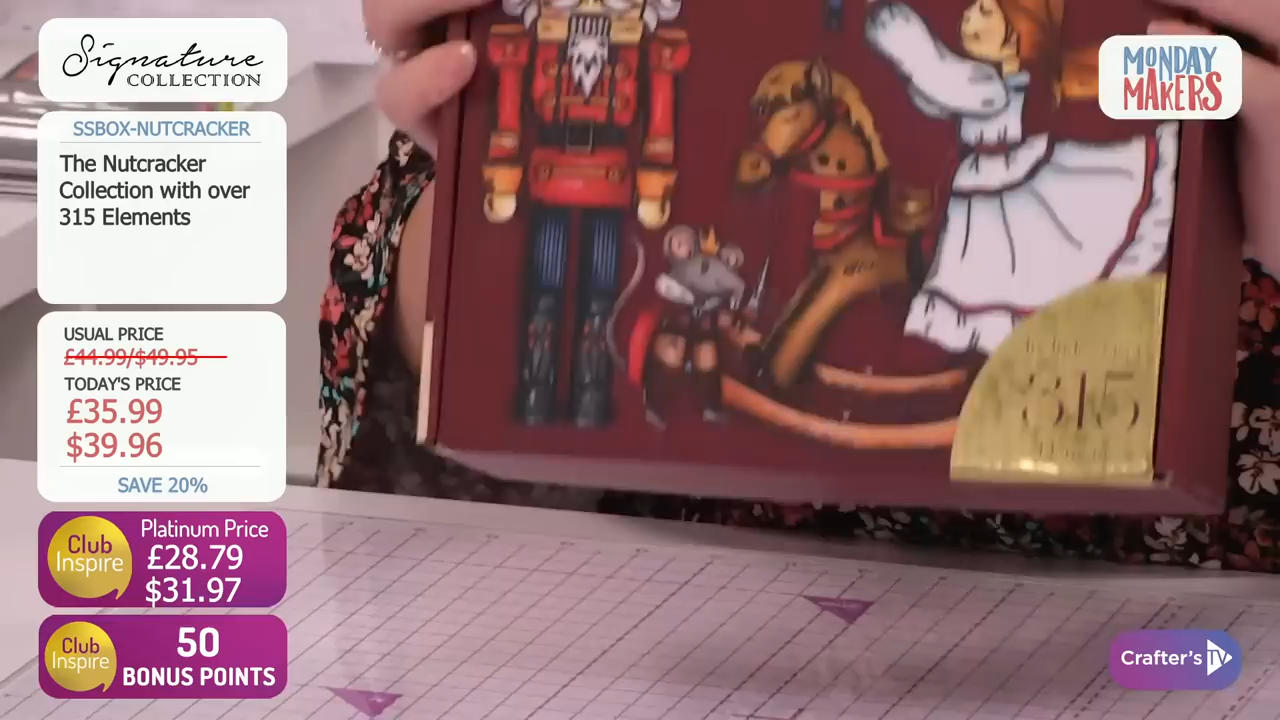 Signature
COLLECTION
SSBOX-NUTCRACKER
The Nutcracker
Collection with over
315 Elements
USUAL PRICE
£44.99/$49.95
TODAY'S PRICE
£35.99
$39.96
SAVE 20%
Club
Inspire
Platinum Price
£28.79
$31.97
Club
Inspire
50
BONUS POINTS
MONDAY
MAKERS
315
Crafter's TV